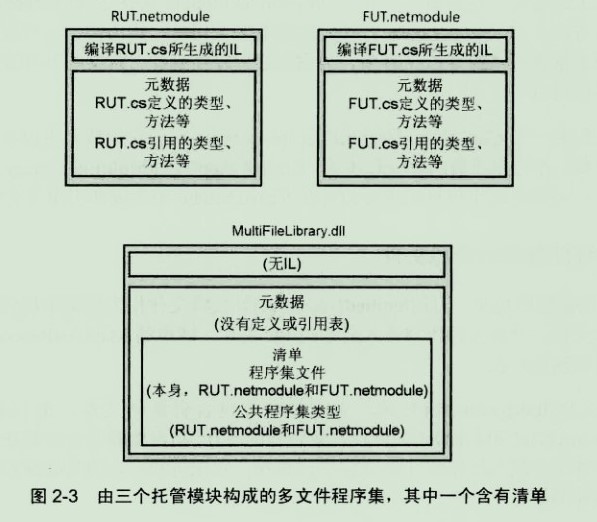 RUT.netmodule
编译RUT.cs所生成的IL
元数据
RUT.cs定义的类型、
方法等
RUT.cs引用的类型、
方法等
FUT.netmodule
编译FUT.cs所生成的IL
元数据
FUT.cs定义的类型、
方法等
FUT.cs引用的类型、
方法等
MultiFileLibrary.dll
(无IL)
元数据
(没有定义或引用表)
清单
程序集文件
(本身，RUT.netmodule和FUT.netmodule)
公共程序集类型
(RUT.netmodule和FUT.netmodule)
图 2-3 由三个托管模块构成的多文件程序集，其中一个含有清单